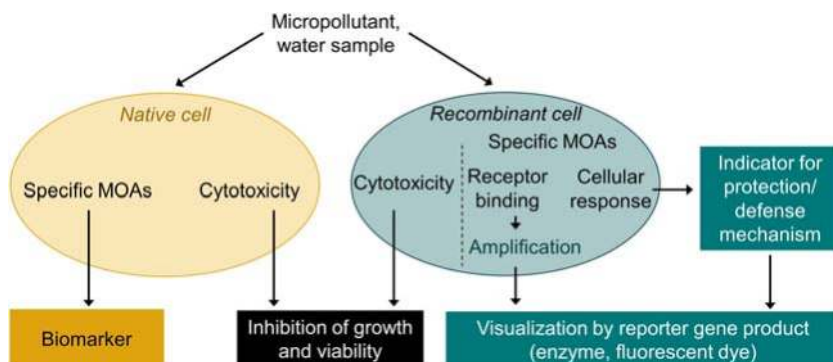 Micropollutant,
water sample
Native cell
Specific MOAs
Cytotoxicity
Recombinant cell
Specific MOAs
Cytotoxicity
Receptor
binding
Cellular
response
Amplification
Indicator for
protection/
defense
mechanism
Biomarker
Inhibition of growth
and viability
Visualization by reporter gene product
(enzyme, fluorescent dye)